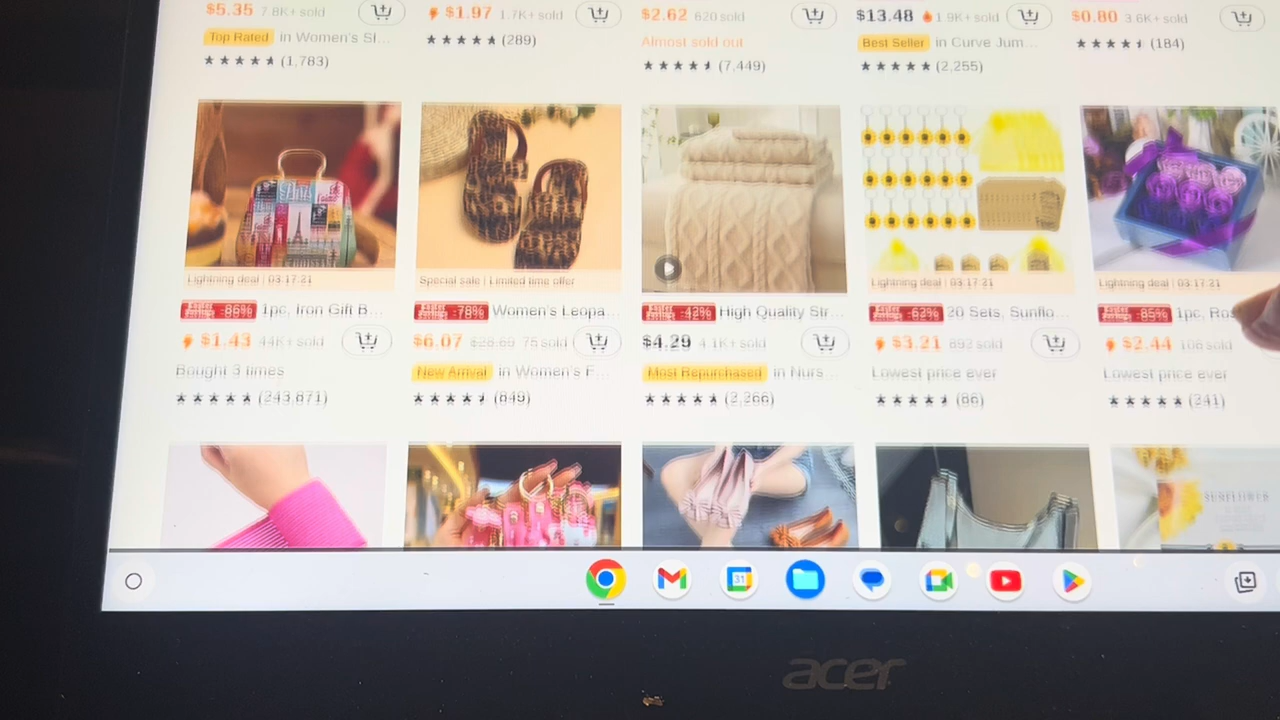 $5.35 7.8K+ sold
$1.97 1.7K+ sold
$2.62 620 sold
$13.48 1.9K+ sold
$0.80 3.6K+ sold
Top Rated in Women's Sl...
(289)
Almost sold out
Best Seller in Curve Jum...
(184)
(1,783)
(7,449)
(2,255)
Lightning deal | 03:17:21
Special sale | Limited time offer
Lightning deal | 03:17:21
Lightning deal | 03:17:21
-86% 1pc, Iron Gift B...
-78% Women's Leopa...
-42% High Quality Str...
-62% 20 Sets, Sunflo...
-85% 1pc, Ros
$1.43 44K+ sold
$6.07 75 sold
$4.29 4.1K+ sold
$3.21 893 sold
$2.44 sold
Bought 3 times
New Arrival in Women's F...
Most Repurchased in Nurs...
Lowest price ever
Lowest price ever
(243,871)
(849)
(86)
(241)
31
acer